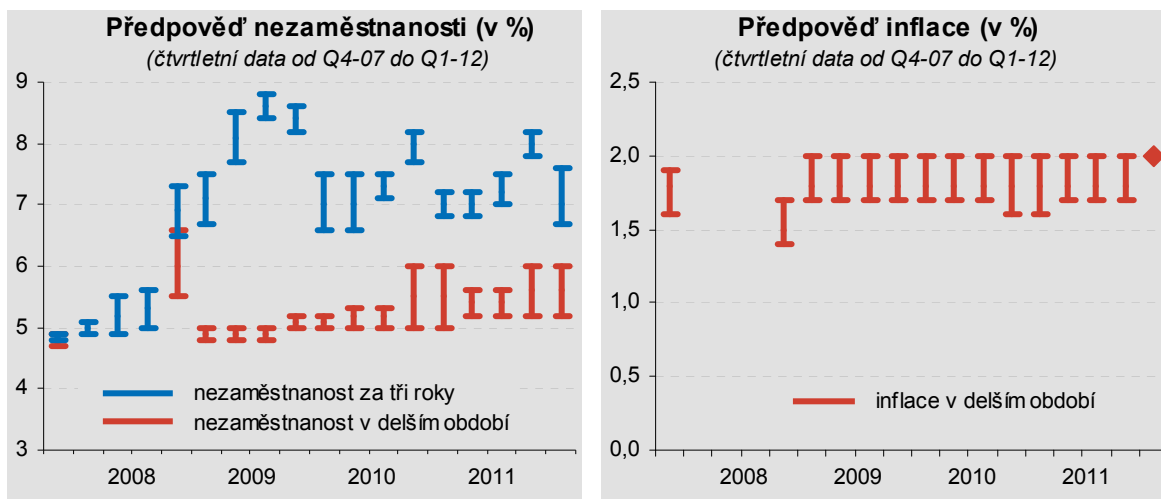 Předpověď nezaměstnanosti (v %)
(čtvrtletní data od Q4-07 do Q1-12)
9
8
7
6
5
4
3
nezaměstnanost za tři roky
nezaměstnanost v delším období
2008 2009 2010 2011
Předpověď inflace (v %)
(čtvrtletní data od Q4-07 do Q1-12)
2,5
2,0
1,5
1,0
0,5
0,0
inflace v delším období
2008 2009 2010 2011